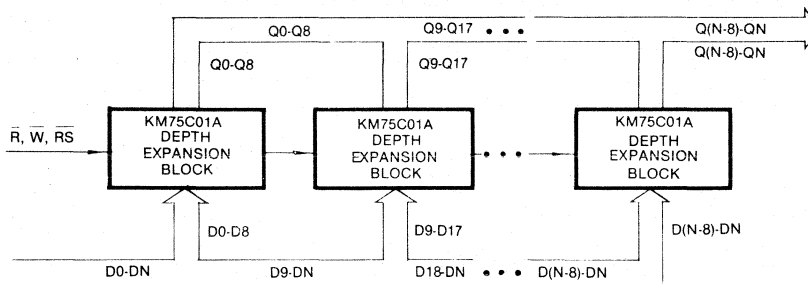 Q0-Q8 Q9-Q17 • • • Q(N-8)-QN
Q0-Q8 Q9-Q17 Q(N-8)-QN
R̅, W̅, R̅S̅
KM75C01A
DEPTH
EXPANSION
BLOCK
KM75C01A
DEPTH
EXPANSION
BLOCK
• • •
KM75C01A
DEPTH
EXPANSION
BLOCK
D0-D8 D9-D17 D(N-8)-DN
D0-DN D9-DN D18-DN • • • D(N-8)-DN